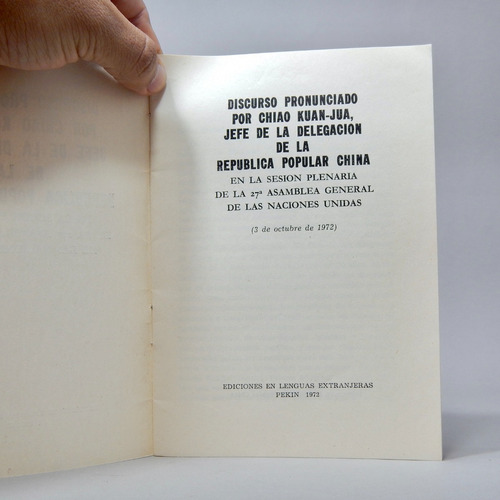 DISCURSO PRONUNCIADO
POR CHIAO KUAN-JUA,
JEFE DE LA DELEGACION
DE LA
REPUBLICA POPULAR CHINA
EN LA SESION PLENARIA
DE LA 27ª ASAMBLEA GENERAL
DE LAS NACIONES UNIDAS
(3 de octubre de 1972)
EDICIONES EN LENGUAS EXTRANJERAS
PEKIN 1972